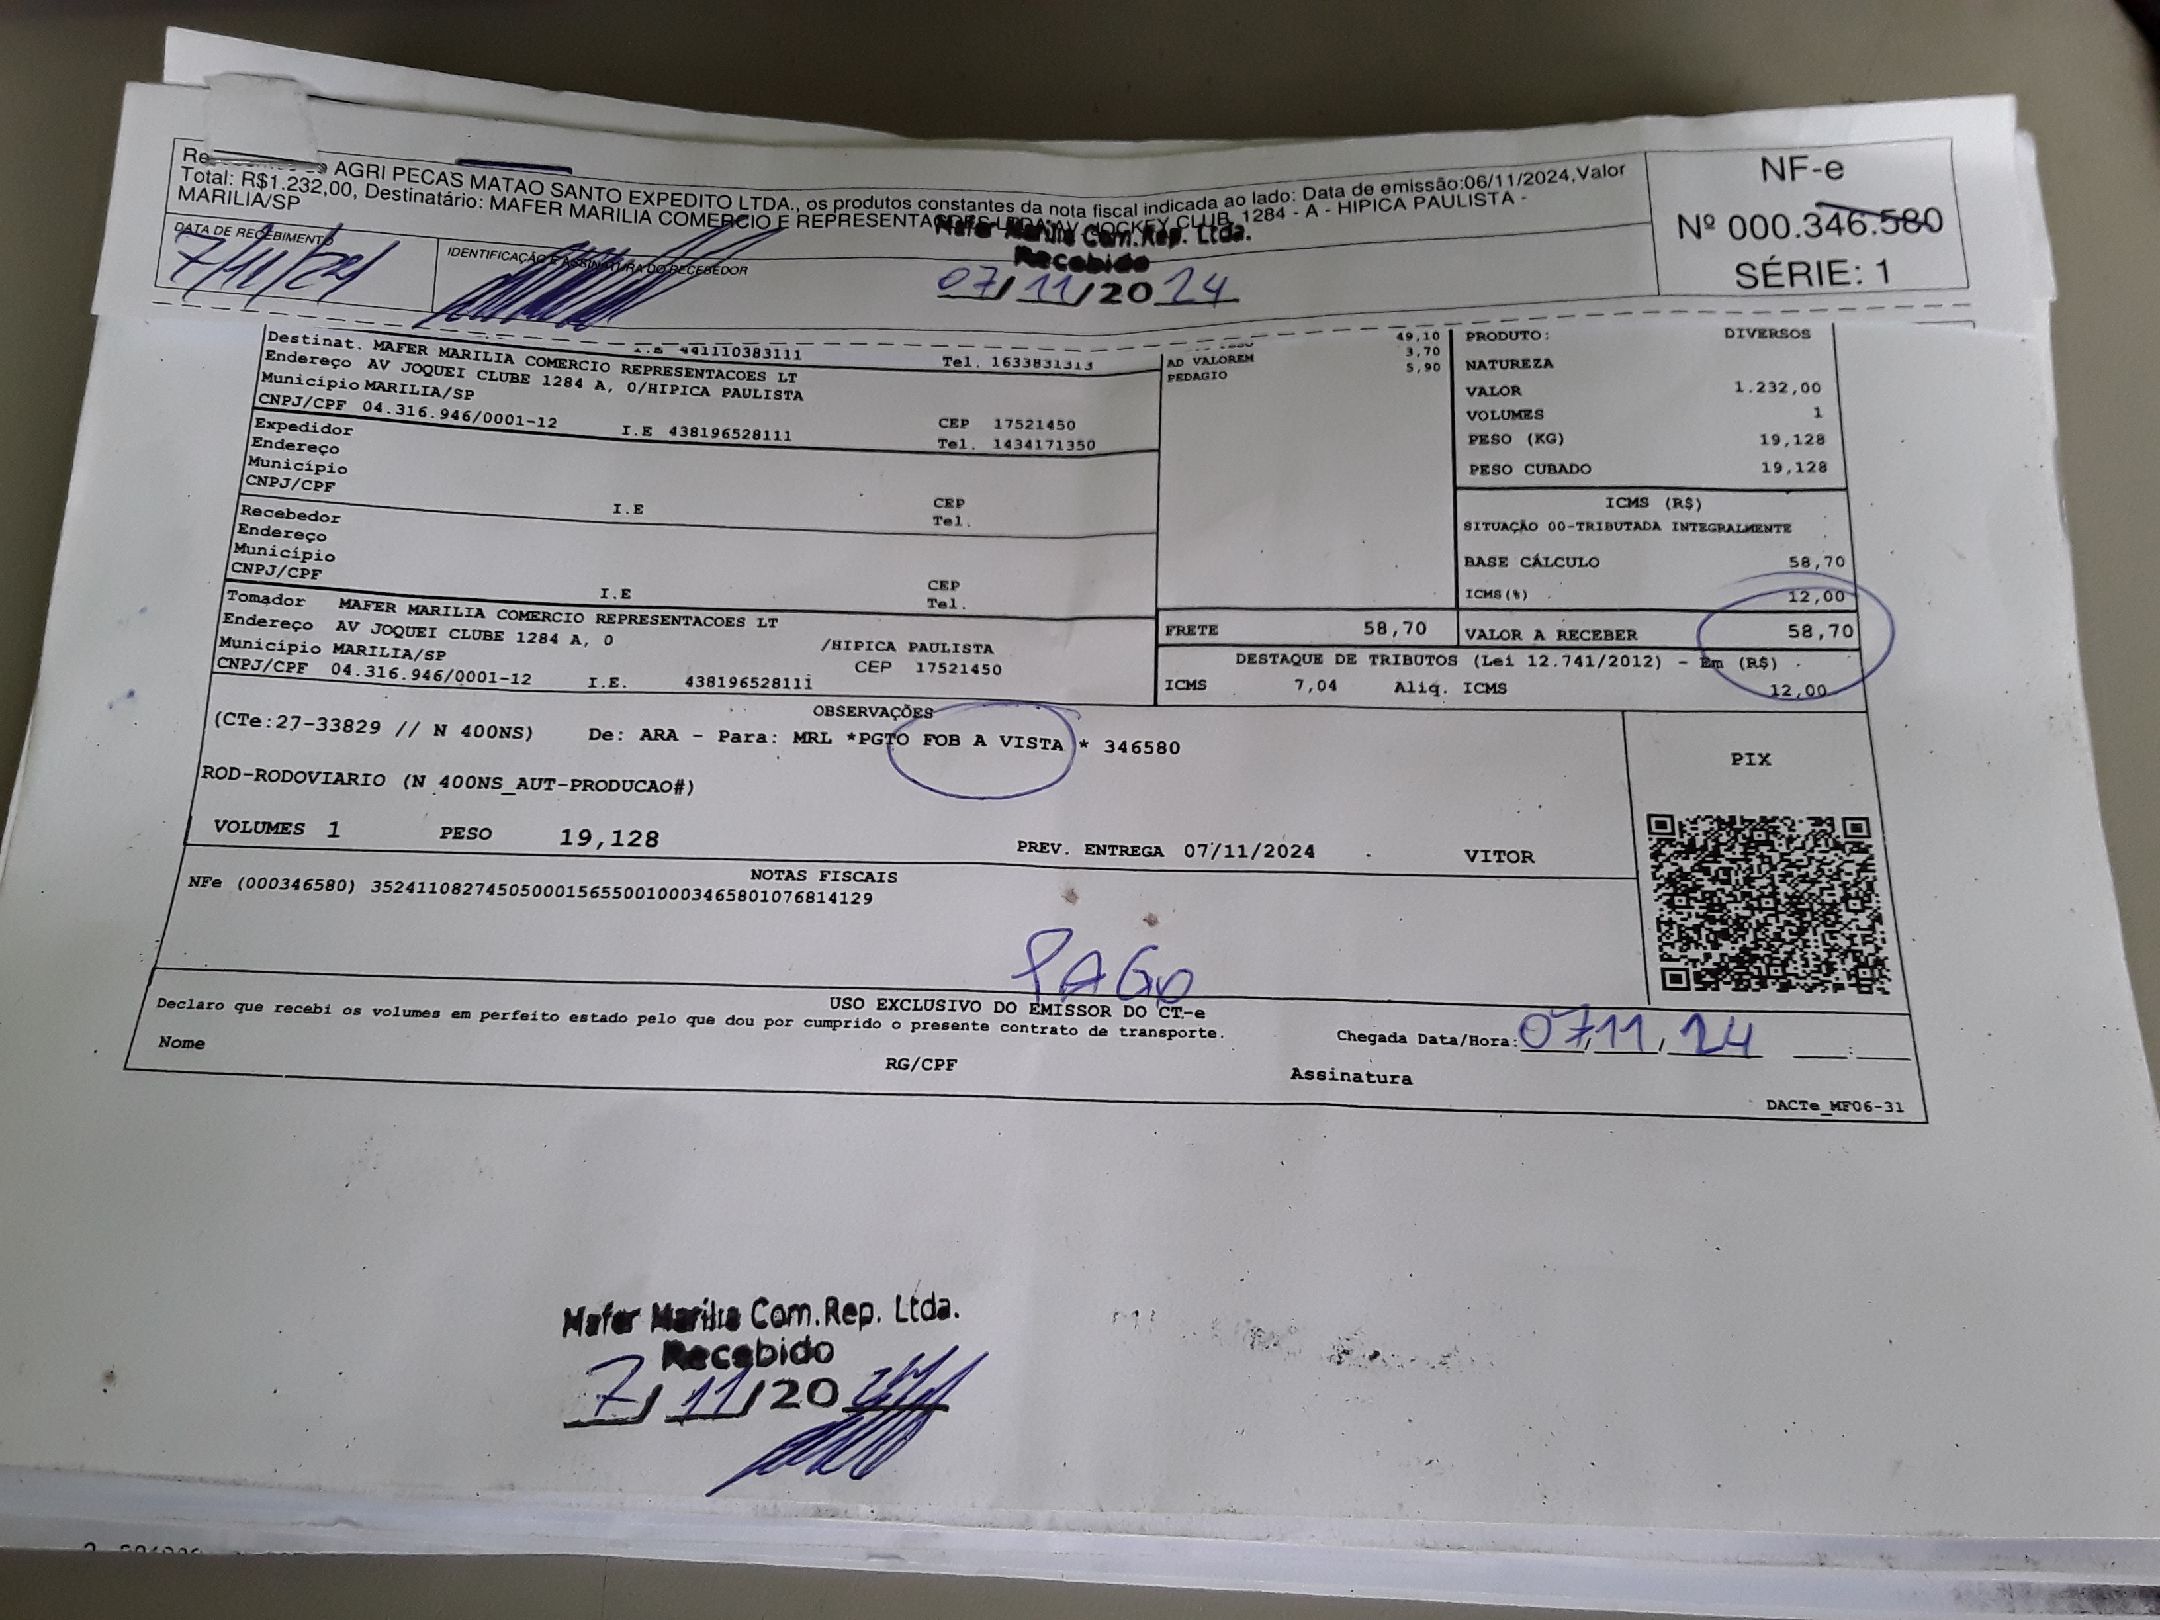 AGRI PECAS MATAO SANTO EXPEDITO LTDA., os produtos constantes da nota fiscal indicada ao lado: Data de emissão:06/11/2024,Valor
Total: R$1.232,00, Destinatário: MAFER MARILIA COMERCIO E REPRESENTACOES LTDA AV. JOCKEY CLUB, 1284 - A - HIPICA PAULISTA -
MARILIA/SP
NF-e
Nº 000.346.580
SÉRIE: 1
DATA DE RECEBIMENTO
7/11/24
IDENTIFICAÇÃO E ASSINATURA DO RECEBEDOR
Mafer Marilia Com.Rep. Ltda.
Recebido
07/11/2024
I.E 441110383111
Tel. 1633831313
Destinat. MAFER MARILIA COMERCIO REPRESENTACOES LT
Endereço AV JOQUEI CLUBE 1284 A, 0/HIPICA PAULISTA
Município MARILIA/SP
CEP 17521450
CNPJ/CPF 04.316.946/0001-12 I.E 438196528111 Tel. 1434171350
Expedidor
Endereço
Município
CEP
CNPJ/CPF I.E Tel.
Recebedor
Endereço
Município
CEP
CNPJ/CPF I.E Tel.
Tomador MAFER MARILIA COMERCIO REPRESENTACOES LT
Endereço AV JOQUEI CLUBE 1284 A, 0 /HIPICA PAULISTA
Município MARILIA/SP CEP 17521450
CNPJ/CPF 04.316.946/0001-12 I.E. 438196528111
49,10
AD VALOREM 3,70
PEDAGIO 5,90
FRETE 58,70
PRODUTO: DIVERSOS
NATUREZA
VALOR 1.232,00
VOLUMES 1
PESO (KG) 19,128
PESO CUBADO 19,128
ICMS (R$)
SITUAÇÃO 00-TRIBUTADA INTEGRALMENTE
BASE CÁLCULO 58,70
ICMS(%) 12,00
VALOR A RECEBER 58,70
DESTAQUE DE TRIBUTOS (Lei 12.741/2012) - Em (R$)
ICMS 7,04 Aliq. ICMS 12,00
OBSERVAÇÕES
(CTe:27-33829 // N 400NS) De: ARA - Para: MRL *PGTO FOB A VISTA * 346580
ROD-RODOVIARIO (N 400NS_AUT-PRODUCAO#)
VOLUMES 1 PESO 19,128 PREV. ENTREGA 07/11/2024 VITOR
PIX
NOTAS FISCAIS
NFe (000346580) 35241108274505000156550010003465801076814129
PAGO
USO EXCLUSIVO DO EMISSOR DO CT-e
Declaro que recebi os volumes em perfeito estado pelo que dou por cumprido o presente contrato de transporte.
Chegada Data/Hora: 07/11/24 :
Nome RG/CPF Assinatura
DACTe_MF06-31
Mafer Marilia Com.Rep. Ltda.
Recebido
7/11/2024